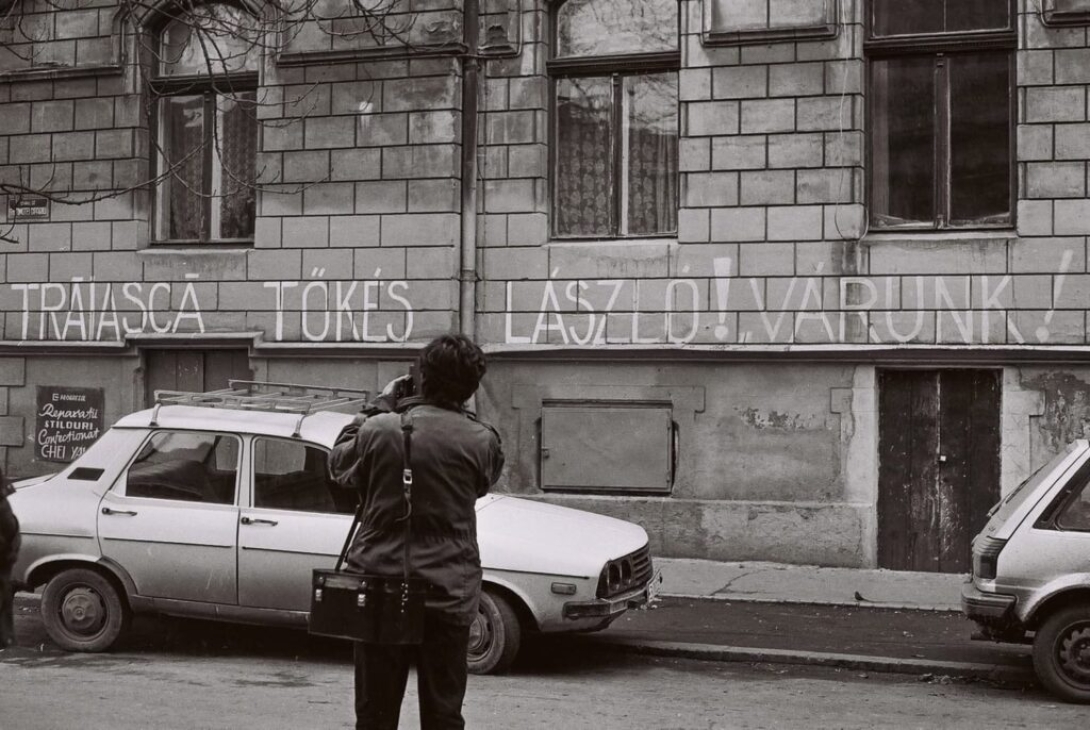 TRĂIASCĂ TŐKÉS LÁSZLÓ! VÁRUNK!
Reparatii
STILOURI
Confectionat
CHEI